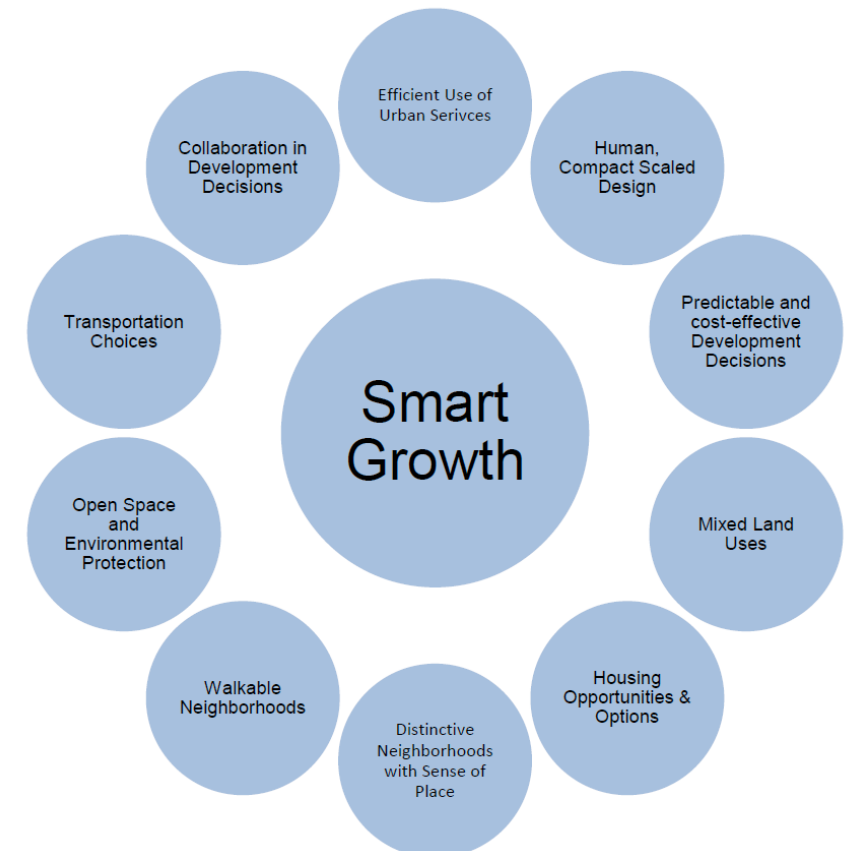 Efficient Use of
Urban Serivces
Human,
Compact Scaled
Design
Predictable and
cost-effective
Development
Decisions
Mixed Land
Uses
Housing
Opportunities &
Options
Distinctive
Neighborhoods
with Sense of
Place
Walkable
Neighborhoods
Open Space
and
Environmental
Protection
Transportation
Choices
Collaboration in
Development
Decisions
Smart
Growth